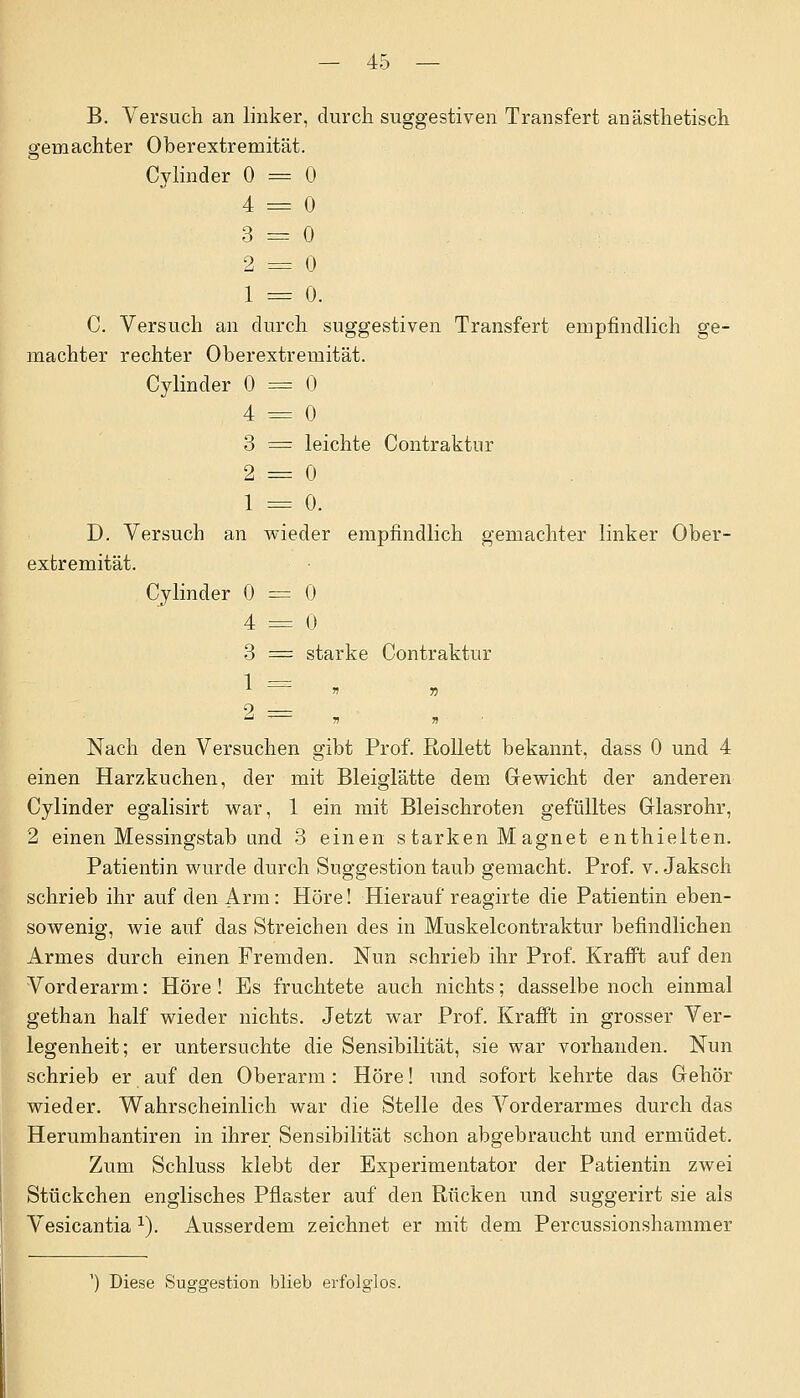 — 45 —
B. Versuch an linker, durch suggestiven Transfert anästhetisch
gemachter Oberextremität.
Cylinder 0 = 0
4 = 0
3 = 0
2 = 0
1 = 0.
C. Versuch an durch suggestiven Transfert empfindlich ge-
machter rechter Oberextremität.
Cylinder 0 = 0
4 = 0
3 = leichte Contraktur
2 = 0
1 = 0.
D. Versuch an wieder empfindlich gemachter linker Ober-
extremität.
Cylinder 0 = 0
4 = 0
3 = starke Contraktur
1 = „ „
2 = „ „
Nach den Versuchen gibt Prof. Rollett bekannt, dass 0 und 4
einen Harzkuchen, der mit Bleiglätte dem Gewicht der anderen
Cylinder egalisirt war, 1 ein mit Bleischroten gefülltes Glasrohr,
2 einen Messingstab und 3 einen starken Magnet enthielten.
Patientin wurde durch Suggestion taub gemacht. Prof. v. Jaksch
schrieb ihr auf den Arm: Höre! Hierauf reagirte die Patientin eben-
sowenig, wie auf das Streichen des in Muskelcontraktur befindlichen
Armes durch einen Fremden. Nun schrieb ihr Prof. Krafft auf den
Vorderarm: Höre! Es fruchtete auch nichts; dasselbe noch einmal
gethan half wieder nichts. Jetzt war Prof. Krafft in grosser Ver-
legenheit; er untersuchte die Sensibilität, sie war vorhanden. Nun
schrieb er auf den Oberarm: Höre! und sofort kehrte das Gehör
wieder. Wahrscheinlich war die Stelle des Vorderarmes durch das
Herumhantiren in ihrer Sensibilität schon abgebraucht und ermüdet.
Zum Schluss klebt der Experimentator der Patientin zwei
Stückchen englisches Pflaster auf den Rücken und suggerirt sie als
Vesicantia ¹). Ausserdem zeichnet er mit dem Percussionshammer
¹) Diese Suggestion blieb erfolglos.